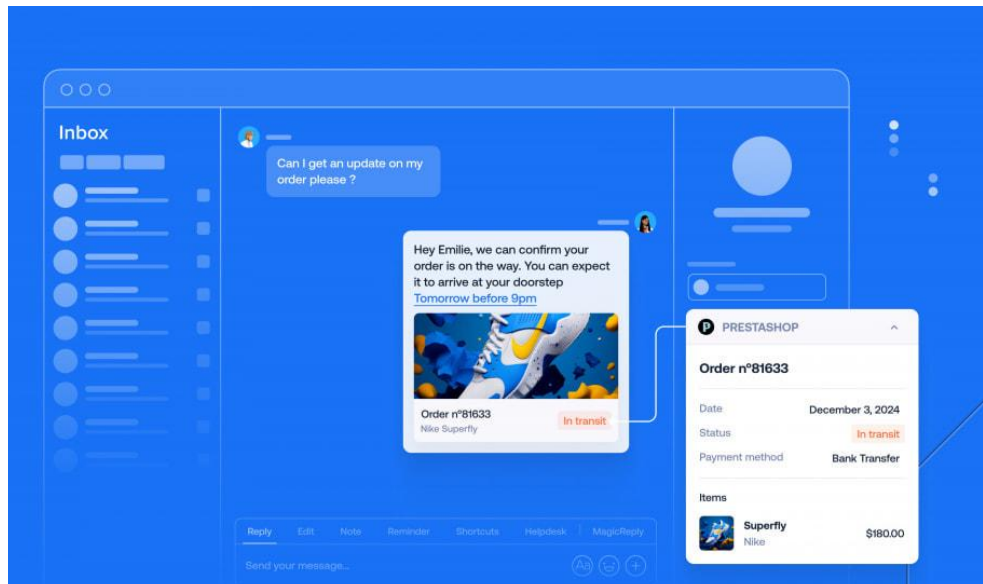 Inbox
Can I get an update on my
order please ?
Hey Emilie, we can confirm your
order is on the way. You can expect
it to arrive at your doorstep
Tomorrow before 9pm
Order nº81633
Nike Superfly
In transit
Reply
Edit
Note
Reminder
Shortcuts
Helpdesk
MagicReply
Send your message...
Aa
P PRESTASHOP
Order nº81633
Date December 3, 2024
Status In transit
Payment method Bank Transfer
Items
Superfly
Nike
$180.00